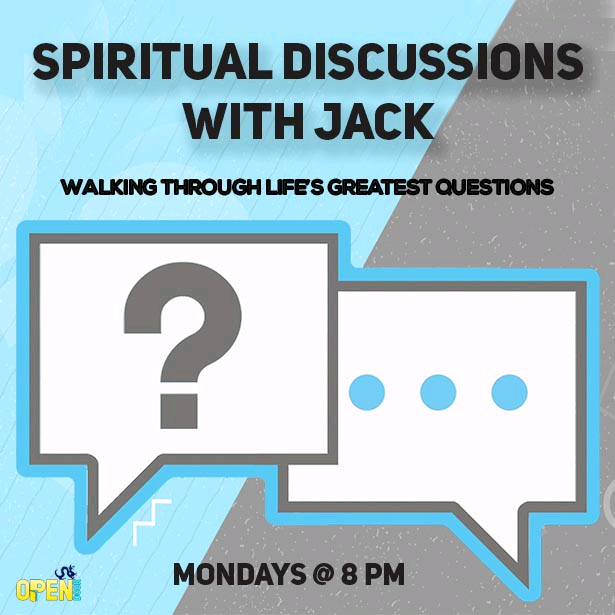 SPIRITUAL DISCUSSIONS
WITH JACK
WALKING THROUGH LIFE'S GREATEST QUESTIONS
?
MONDAYS @ 8 PM
OPEN